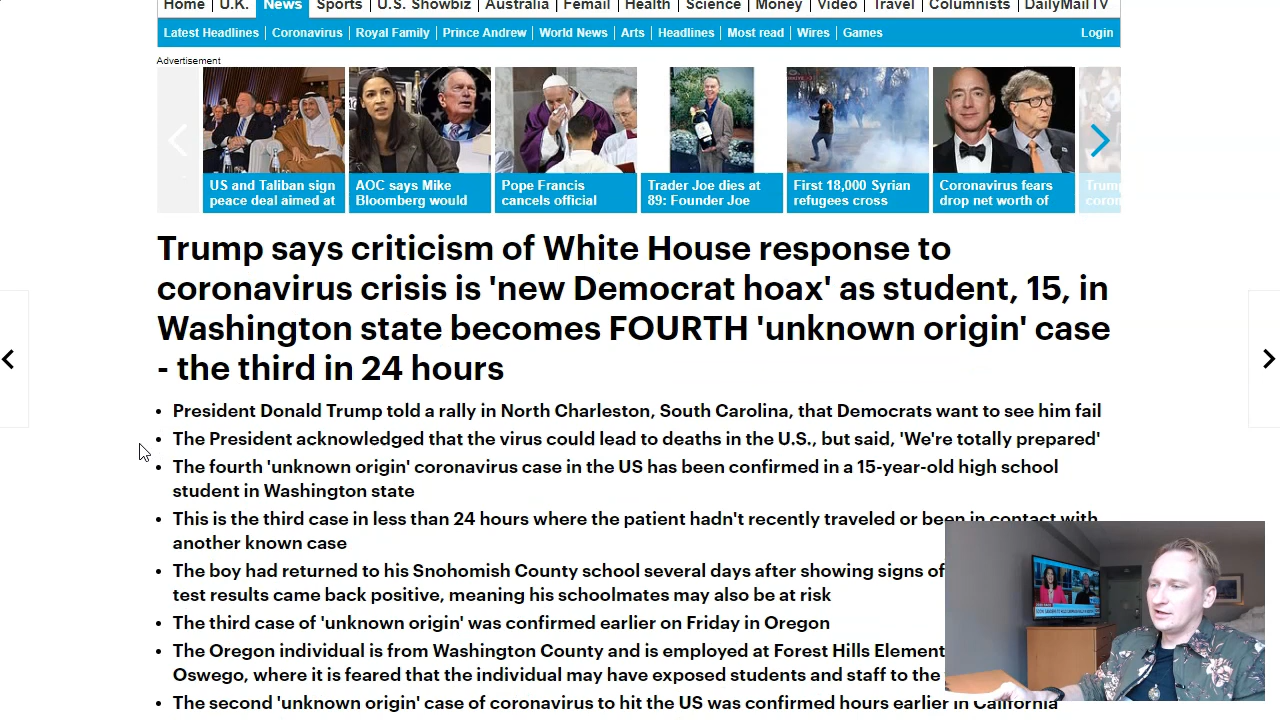 Home U.K. News Sports U.S. Showbiz Australia Femail Health Science Money Video Travel Columnists DailyMailTV
Latest Headlines Coronavirus Royal Family Prince Andrew World News Arts Headlines Most read Wires Games Login
Advertisement
US and Taliban sign
peace deal aimed at
AOC says Mike
Bloomberg would
Pope Francis
cancels official
Trader Joe dies at
89: Founder Joe
First 18,000 Syrian
refugees cross
Coronavirus fears
drop net worth of
Trump says criticism of White House response to
coronavirus crisis is 'new Democrat hoax' as student, 15, in
Washington state becomes FOURTH 'unknown origin' case
- the third in 24 hours
• President Donald Trump told a rally in North Charleston, South Carolina, that Democrats want to see him fail
• The President acknowledged that the virus could lead to deaths in the U.S., but said, 'We're totally prepared'
• The fourth 'unknown origin' coronavirus case in the US has been confirmed in a 15-year-old high school
student in Washington state
• This is the third case in less than 24 hours where the patient hadn't recently traveled or been in contact with
another known case
• The boy had returned to his Snohomish County school several days after showing signs of
test results came back positive, meaning his schoolmates may also be at risk
• The third case of 'unknown origin' was confirmed earlier on Friday in Oregon
• The Oregon individual is from Washington County and is employed at Forest Hills Element
Oswego, where it is feared that the individual may have exposed students and staff to the
• The second 'unknown origin' case of coronavirus to hit the US was confirmed hours earlier in California